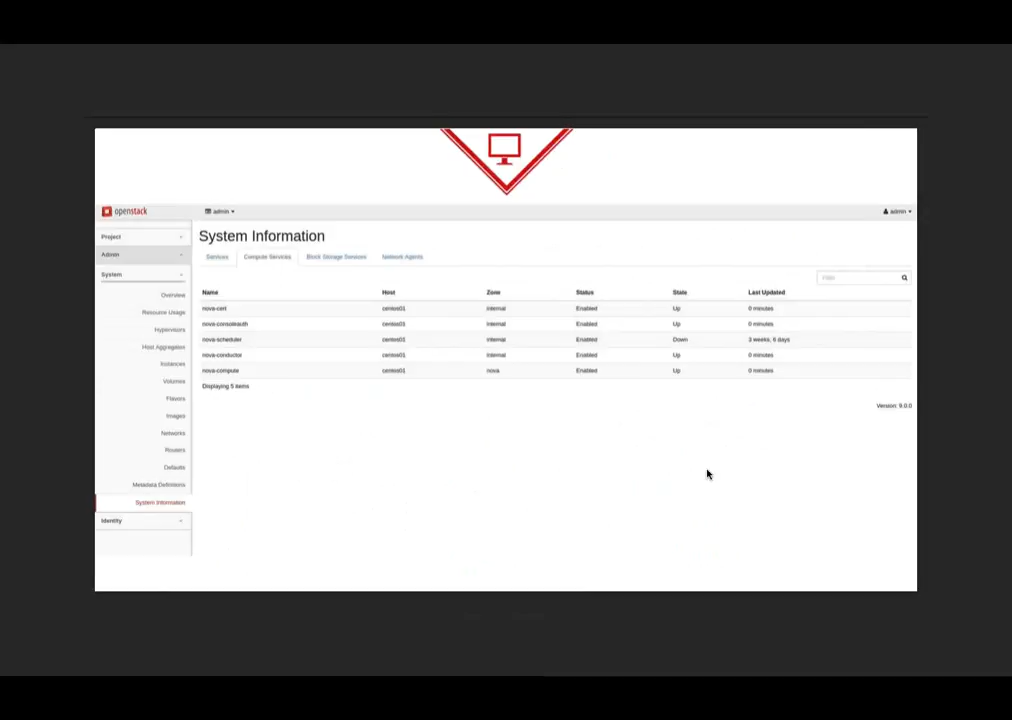 openstack admin admin
Project
Admin
System
Overview
Resource Usage
Hypervisors
Host Aggregates
Instances
Volumes
Flavors
Images
Networks
Routers
Defaults
Metadata Definitions
System Information
Identity
System Information
Services Compute Services Block Storage Services Network Agents
Filter
Name Host Zone Status State Last Updated
nova-cert centos01 internal Enabled Up 0 minutes
nova-consoleauth centos01 internal Enabled Up 0 minutes
nova-scheduler centos01 internal Enabled Down 3 weeks, 6 days
nova-conductor centos01 internal Enabled Up 0 minutes
nova-compute centos01 nova Enabled Up 0 minutes
Displaying 5 items
Version: 9.0.0